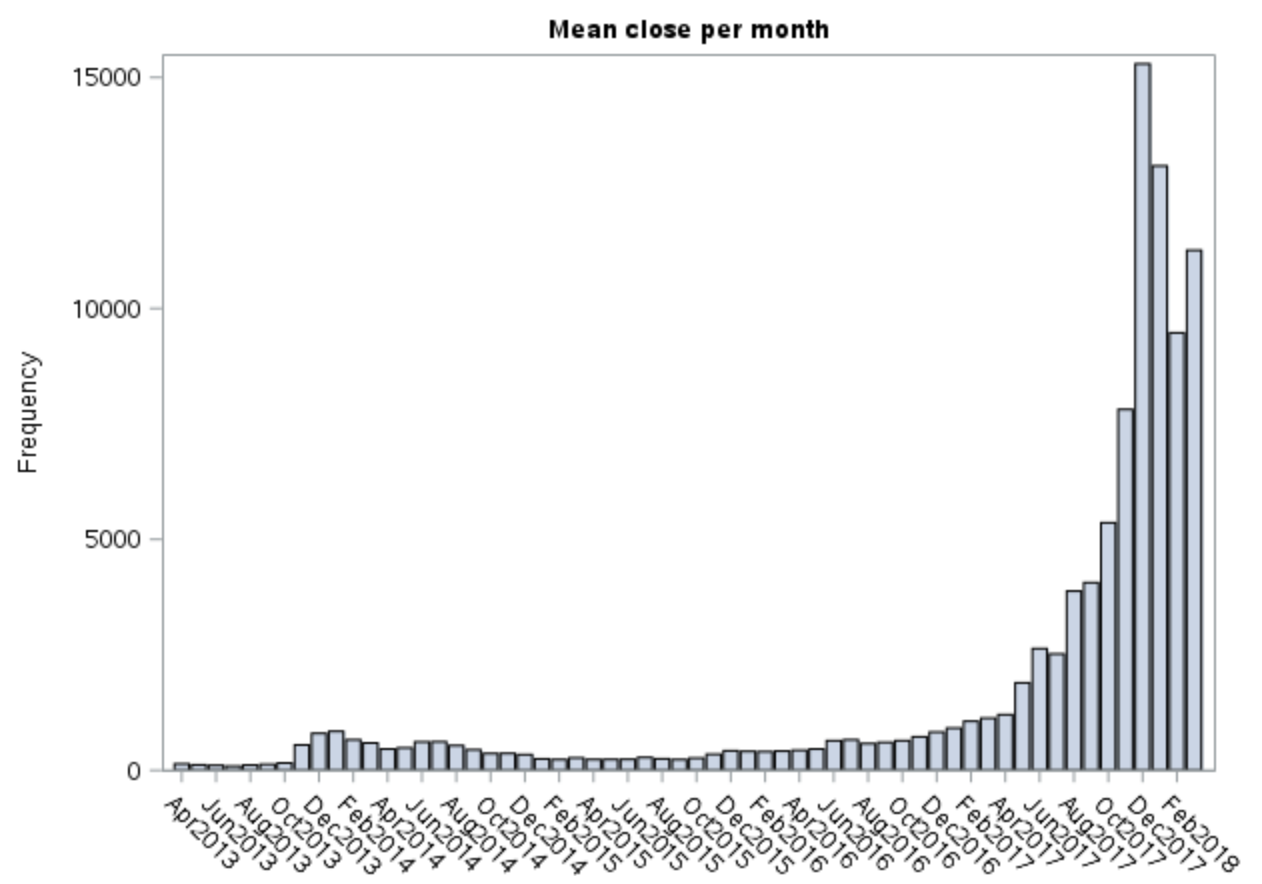 Mean close per month
15000
10000
5000
0
Frequency
Apr2013
Jun2013
Aug2013
Oct2013
Dec2013
Feb2014
Apr2014
Jun2014
Aug2014
Oct2014
Dec2014
Feb2015
Apr2015
Jun2015
Aug2015
Oct2015
Dec2015
Feb2016
Apr2016
Jun2016
Aug2016
Oct2016
Dec2016
Feb2017
Apr2017
Jun2017
Aug2017
Oct2017
Dec2017
Feb2018